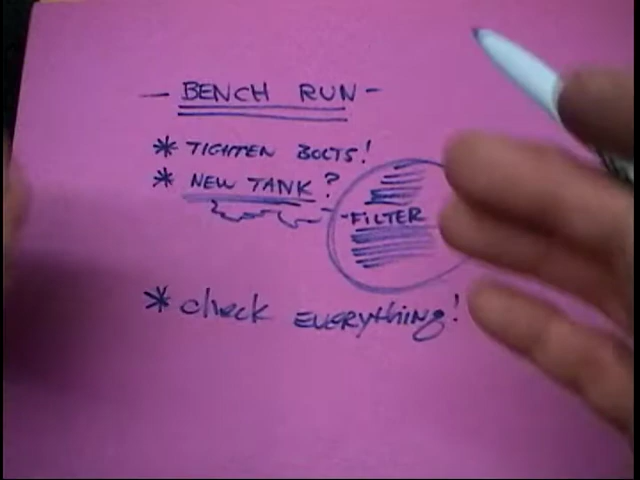 - BENCH RUN -
* TIGHTEN BOLTS!
* NEW TANK?
-FILTER
* check EVERYthing!